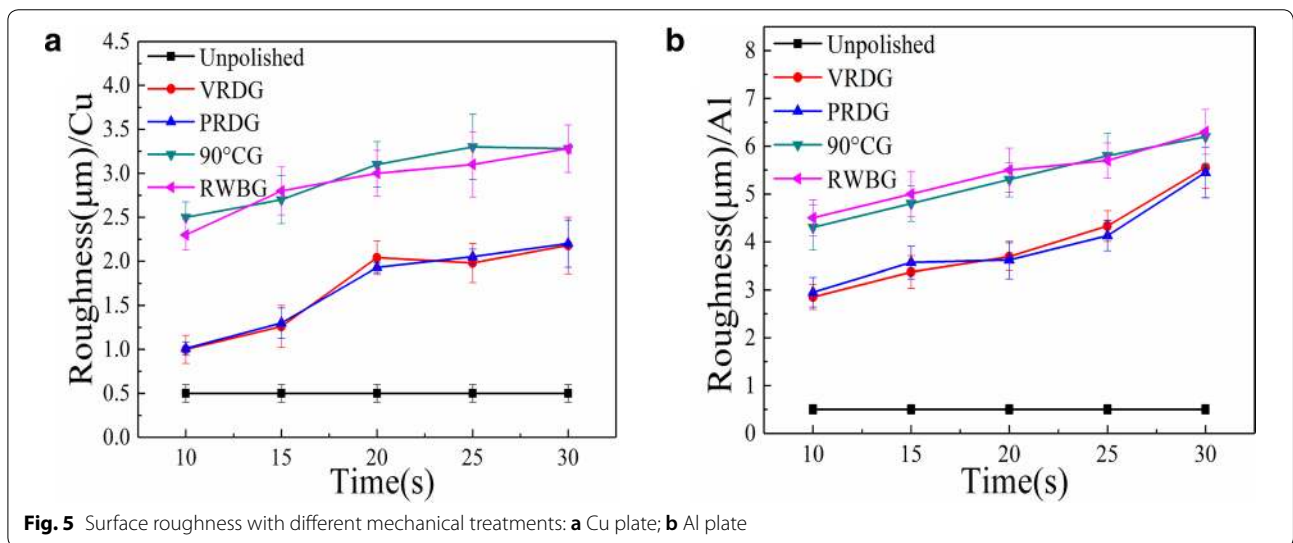 a
4.5
4.0
3.5
3.0
2.5
2.0
1.5
1.0
0.5
0.0
Roughness(μm)/Cu
Unpolished
VRDG
PRDG
90°CG
RWBG
10 15 20 25 30
Time(s)
b
8
7
6
5
4
3
2
1
0
Roughness(μm)/Al
Unpolished
VRDG
PRDG
90°CG
RWBG
10 15 20 25 30
Time(s)
Fig. 5 Surface roughness with different mechanical treatments: a Cu plate; b Al plate